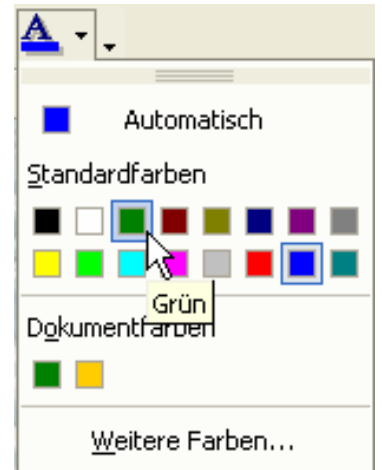 A
Automatisch
Standardfarben
Grün
Dokumentfarben
Weitere Farben...